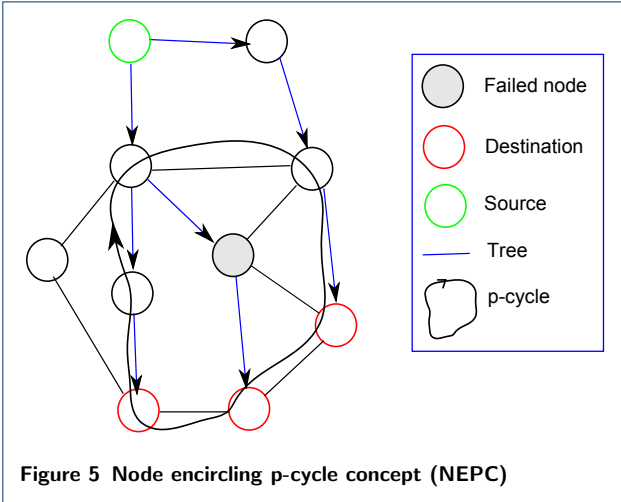 Failed node
Destination
Source
Tree
p-cycle
Figure 5 Node encircling p-cycle concept (NEPC)